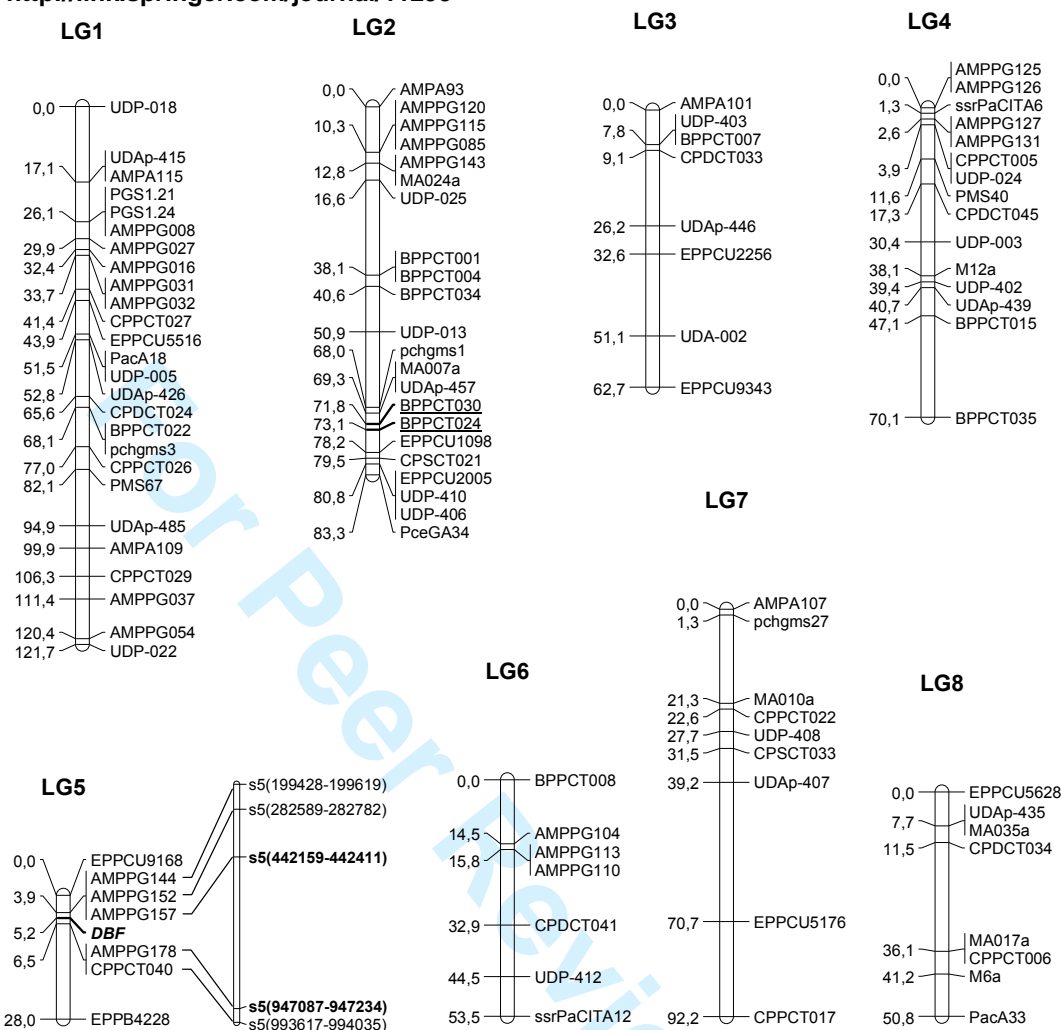 LG1
0,0 UDP-018
17,1 UDAp-415
AMPA115
26,1 PGS1.21
PGS1.24
AMPPG008
29,9 AMPPG027
32,4 AMPPG016
33,7 AMPPG031
AMPPG032
41,4 CPPCT027
43,9 EPPCU5516
51,5 PacA18
UDP-005
52,8 UDAp-426
65,6 CPDCT024
68,1 BPPCT022
pchgms3
77,0 CPPCT026
82,1 PMS67
94,9 UDAp-485
99,9 AMPA109
106,3 CPPCT029
111,4 AMPPG037
120,4 AMPPG054
121,7 UDP-022
LG2
0,0 AMPA93
10,3 AMPPG120
AMPPG115
AMPPG085
12,8 AMPPG143
MA024a
16,6 UDP-025
38,1 BPPCT001
BPPCT004
40,6 BPPCT034
50,9 UDP-013
68,0 pchgms1
69,3 MA007a
UDAp-457
71,8 BPPCT030
73,1 BPPCT024
78,2 EPPCU1098
79,5 CPSCT021
80,8 EPPCU2005
UDP-410
UDP-406
83,3 PceGA34
LG3
0,0 AMPA101
7,8 UDP-403
BPPCT007
9,1 CPDCT033
26,2 UDAp-446
32,6 EPPCU2256
51,1 UDA-002
62,7 EPPCU9343
LG4
0,0 AMPPG125
AMPPG126
1,3 ssrPaCITA6
2,6 AMPPG127
AMPPG131
3,9 CPPCT005
UDP-024
11,6 PMS40
17,3 CPDCT045
30,4 UDP-003
38,1 M12a
39,4 UDP-402
40,7 UDAp-439
47,1 BPPCT015
70,1 BPPCT035
LG5
0,0 EPPCU9168
3,9 AMPPG144
AMPPG152
AMPPG157
5,2 DBF
6,5 AMPPG178
CPPCT040
28,0 EPPB4228
s5(199428-199619)
s5(282589-282782)
s5(442159-442411)
s5(947087-947234)
s5(993617-994035)
LG6
0,0 BPPCT008
14,5 AMPPG104
15,8 AMPPG113
AMPPG110
32,9 CPDCT041
44,5 UDP-412
53,5 ssrPaCITA12
LG7
0,0 AMPA107
1,3 pchgms27
21,3 MA010a
22,6 CPPCT022
27,7 UDP-408
31,5 CPSCT033
39,2 UDAp-407
70,7 EPPCU5176
92,2 CPPCT017
LG8
0,0 EPPCU5628
7,7 UDAp-435
MA035a
11,5 CPDCT034
36,1 MA017a
CPPCT006
41,2 M6a
50,8 PacA33
For Peer Review